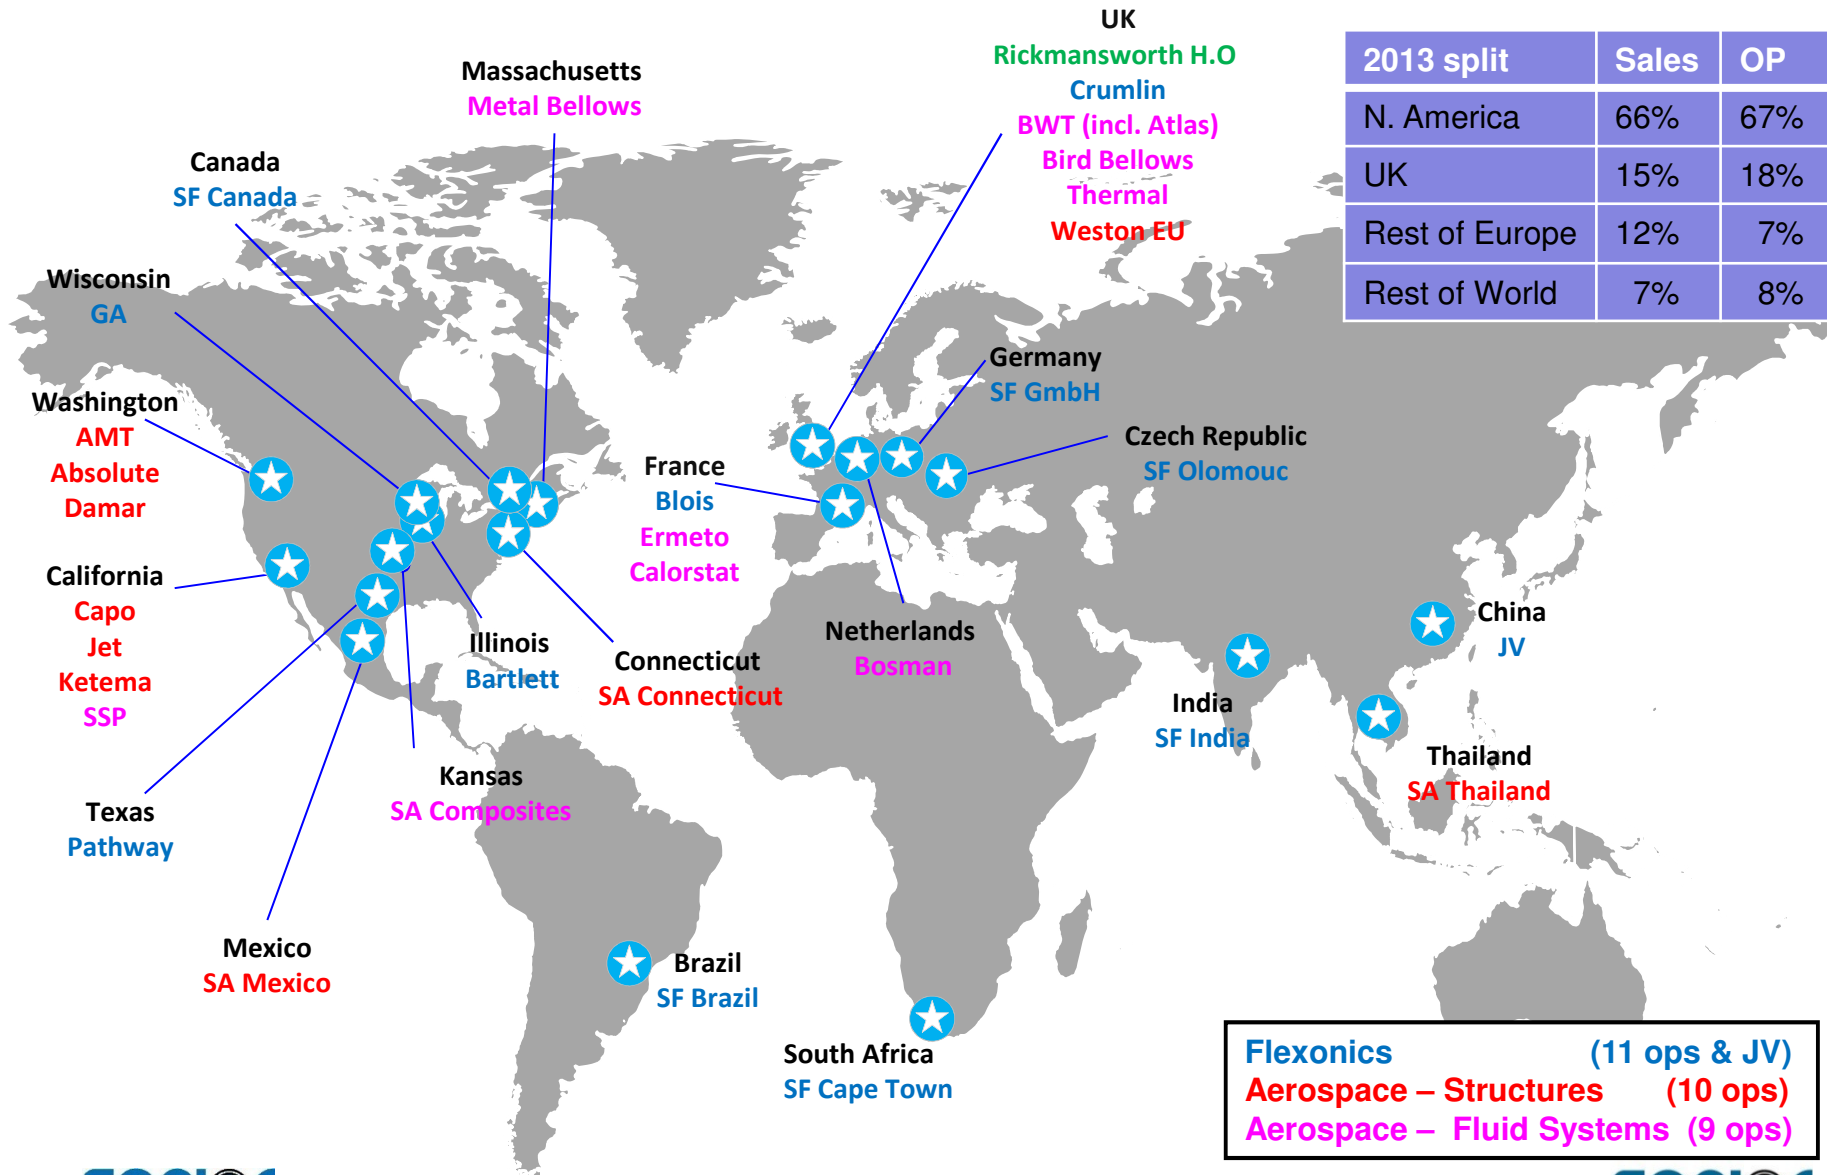 UK
Rickmansworth H.O
Crumlin
BWT (incl. Atlas)
Bird Bellows
Thermal
Weston EU
2013 split Sales OP
N. America 66% 67%
UK 15% 18%
Rest of Europe 12% 7%
Rest of World 7% 8%
Massachusetts
Metal Bellows
Canada
SF Canada
Wisconsin
GA
Washington
AMT
Absolute
Damar
California
Capo
Jet
Ketema
SSP
Texas
Pathway
Mexico
SA Mexico
Kansas
SA Composites
Illinois
Bartlett
Connecticut
SA Connecticut
France
Blois
Ermeto
Calorstat
Germany
SF GmbH
Czech Republic
SF Olomouc
Netherlands
Bosman
China
JV
India
SF India
Thailand
SA Thailand
Brazil
SF Brazil
South Africa
SF Cape Town
Flexonics (11 ops & JV)
Aerospace – Structures (10 ops)
Aerospace – Fluid Systems (9 ops)